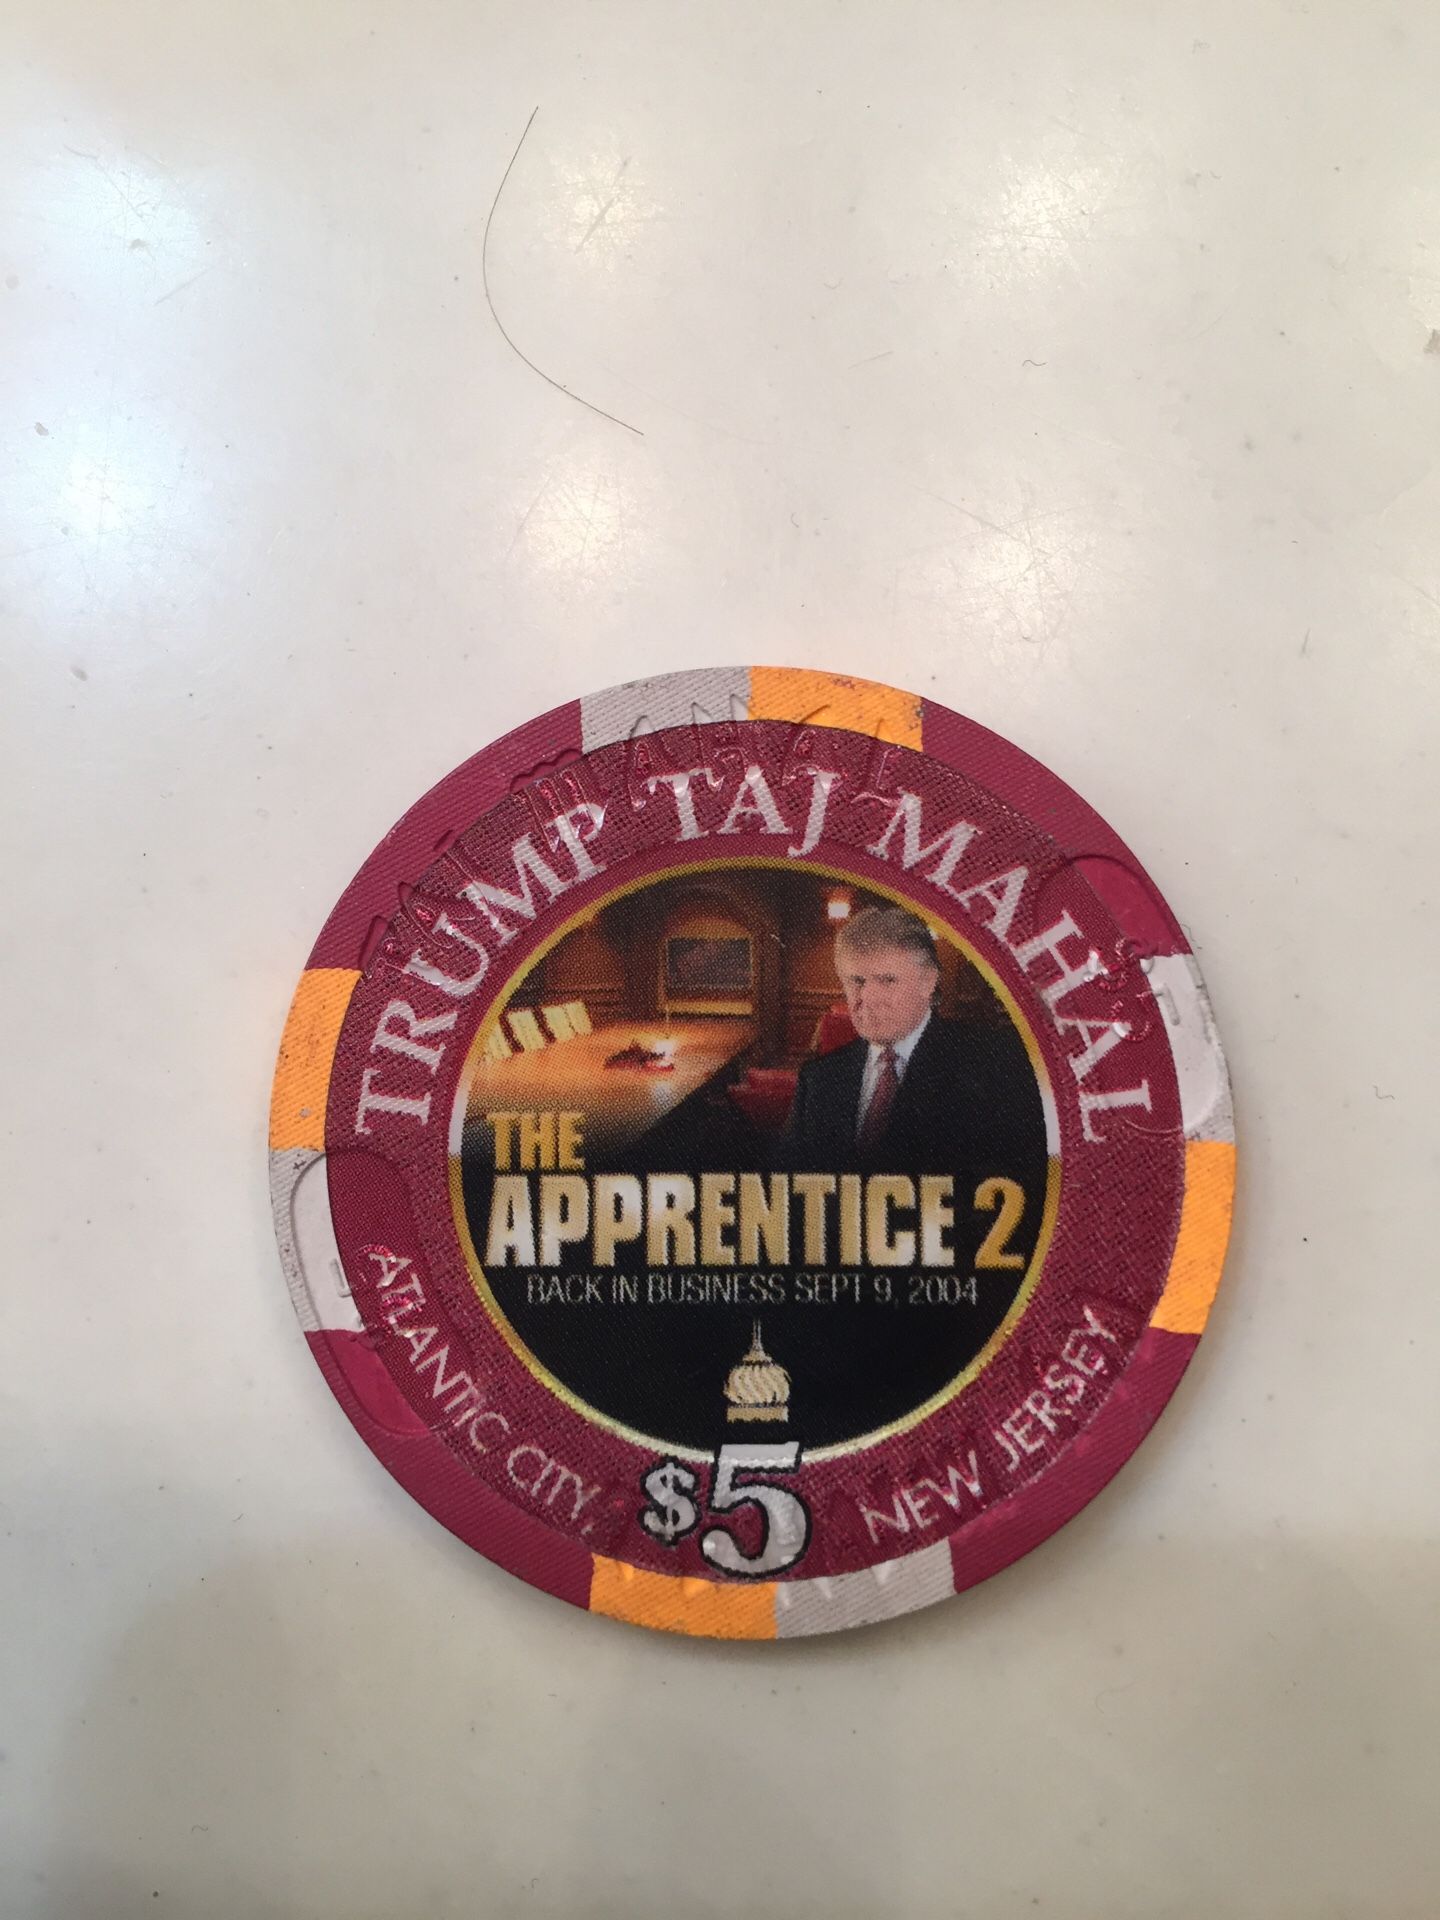 TRUMP TAJ MAHAL
THE
APPRENTICE 2
BACK IN BUSINESS SEPT 9, 2004
$5
ATLANTIC CITY, NEW JERSEY